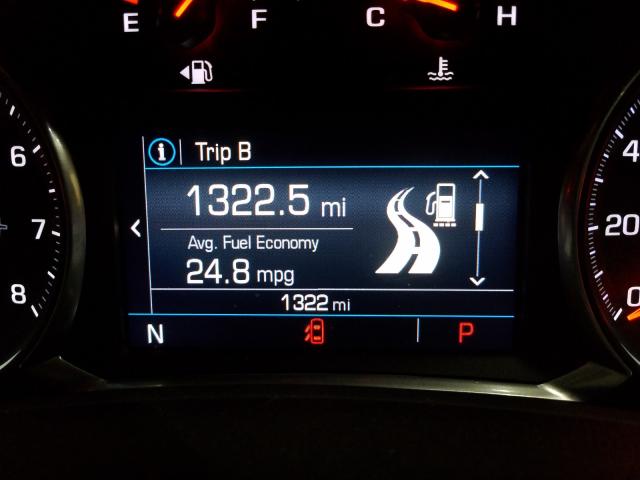 E F C H
Trip B
1322.5 mi
Avg. Fuel Economy
24.8 mpg
1322 mi
N P
6
7
8
4
20
0